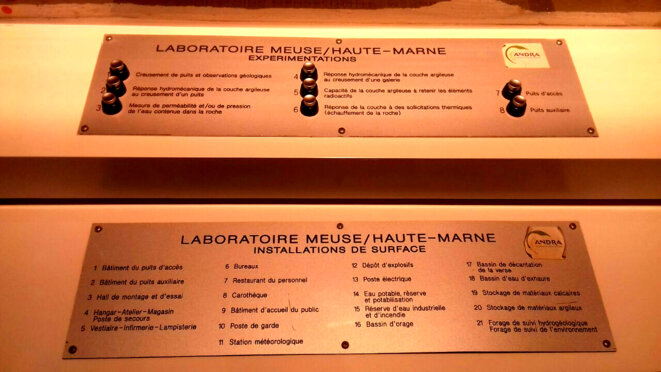 LABORATOIRE MEUSE/HAUTE-MARNE
EXPERIMENTATIONS
ANDRA
Creusement de puits et observations géologiques
2 Réponse hydromécanique de la couche argileuse
au creusement d'un puits
3 Mesure de perméabilité et/ou de pression
de l'eau contenue dans la roche
4 Réponse hydromécanique de la couche argileuse
au creusement d'une galerie
5 Capacité de la couche argileuse à retenir les éléments
radioactifs
6 Réponse de la couche à des sollicitations thermiques
(échauffement de la roche)
7 Puits d'accès
8 Puits auxiliaire
LABORATOIRE MEUSE/HAUTE-MARNE
INSTALLATIONS DE SURFACE
ANDRA
1 Bâtiment du puits d'accès
2 Bâtiment du puits auxiliaire
3 Hall de montage et d'essai
4 Hangar-Atelier-Magasin
Poste de secours
5 Vestiaire-Infirmerie-Lampisterie
6 Bureaux
7 Restaurant du personnel
8 Carothèque
9 Bâtiment d'accueil du public
10 Poste de garde
11 Station météorologique
12 Dépôt d'explosifs
13 Poste électrique
14 Eau potable, réserve
et potabilisation
15 Réserve d'eau industrielle
et d'incendie
16 Bassin d'orage
17 Bassin de décantation
de la verse
18 Bassin d'eau d'exhaure
19 Stockage de matériaux calcaires
20 Stockage de matériaux argileux
21 Forage de suivi hydrogéologique
Forage de suivi de l'environnement